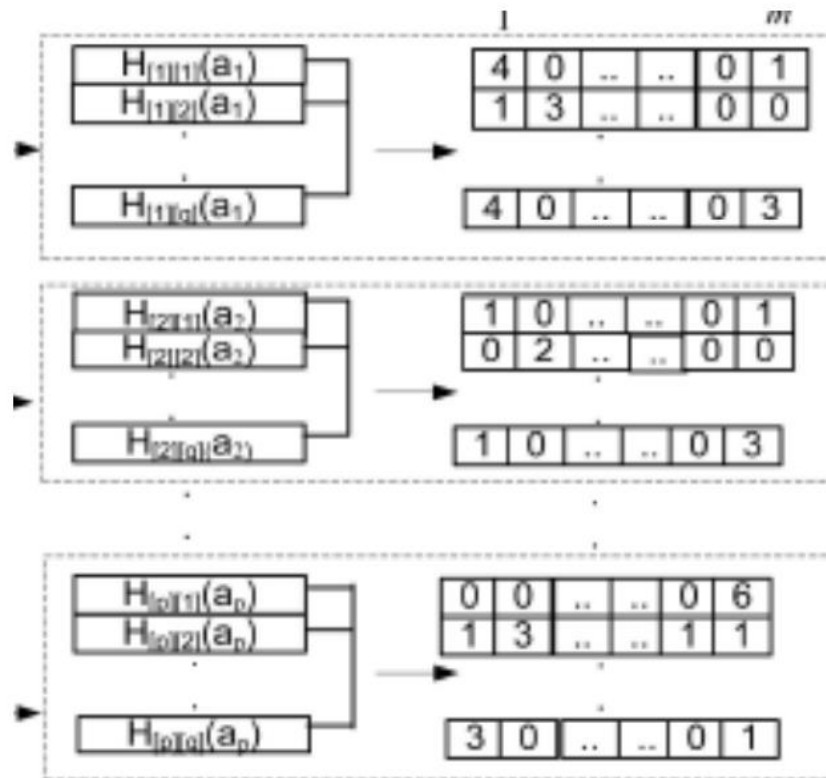 1 m
H[1][1](a1) 4 0 .. .. 0 1
H[1][2](a1) 1 3 .. .. 0 0
H[1][q](a1) 4 0 .. .. 0 3
H[2][1](a2) 1 0 .. .. 0 1
H[2][2](a2) 0 2 .. .. 0 0
H[2][q](a2) 1 0 .. .. 0 3
H[p][1](ap) 0 0 .. .. 0 6
H[p][2](ap) 1 3 .. .. 1 1
H[p][q](ap) 3 0 .. .. 0 1